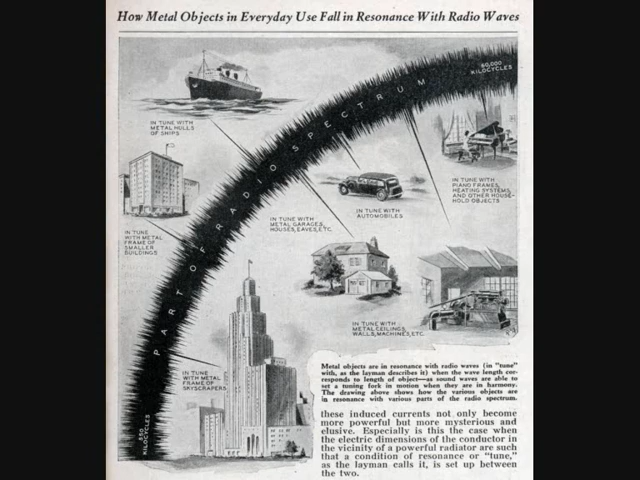 How Metal Objects in Everyday Use Fall in Resonance With Radio Waves
60,000
KILOCYCLES
PART OF RADIO SPECTRUM
IN TUNE WITH
METAL HULLS
OF SHIPS
IN TUNE WITH
PIANO FRAMES,
HEATING SYSTEMS
AND OTHER HOUSE-
HOLD OBJECTS
IN TUNE WITH
AUTOMOBILES
IN TUNE WITH
METAL GARAGES,
HOUSES, EAVES, ETC.
IN TUNE
WITH METAL
FRAME OF
SMALLER
BUILDINGS
IN TUNE WITH
METAL CEILINGS,
WALLS, MACHINES, ETC.
IN TUNE
WITH METAL
FRAME OF
SKYSCRAPERS
550
KILOCYCLES
Metal objects are in resonance with radio waves (in "tune"
with, as the layman describes it) when the wave length cor-
responds to length of object—as sound waves are able to
set a tuning fork in motion when they are in harmony.
The drawing above shows how the various objects are
in resonance with various parts of the radio spectrum.
these induced currents not only become
more powerful but more mysterious and
elusive. Especially is this the case when
the electric dimensions of the conductor in
the vicinity of a powerful radiator are such
that a condition of resonance or "tune,"
as the layman calls it, is set up between
the two.